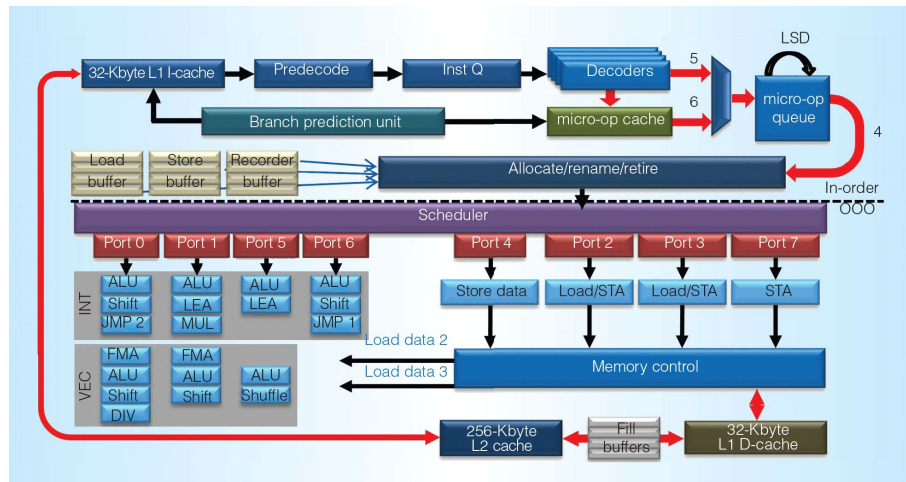 LSD
5
32-Kbyte L1 I-cache
Predecode
Inst Q
Decoders
6
micro-op
queue
Branch prediction unit
micro-op cache
4
Load
buffer
Store
buffer
Recorder
buffer
Allocate/rename/retire
In-order
OOO
Scheduler
Port 0
Port 1
Port 5
Port 6
Port 4
Port 2
Port 3
Port 7
INT
ALU
Shift
JMP 2
ALU
LEA
MUL
ALU
LEA
ALU
Shift
JMP 1
Store data
Load/STA
Load/STA
STA
Load data 2
Load data 3
Memory control
VEC
FMA
ALU
Shift
DIV
FMA
ALU
Shift
ALU
Shuffle
256-Kbyte
L2 cache
Fill
buffers
32-Kbyte
L1 D-cache